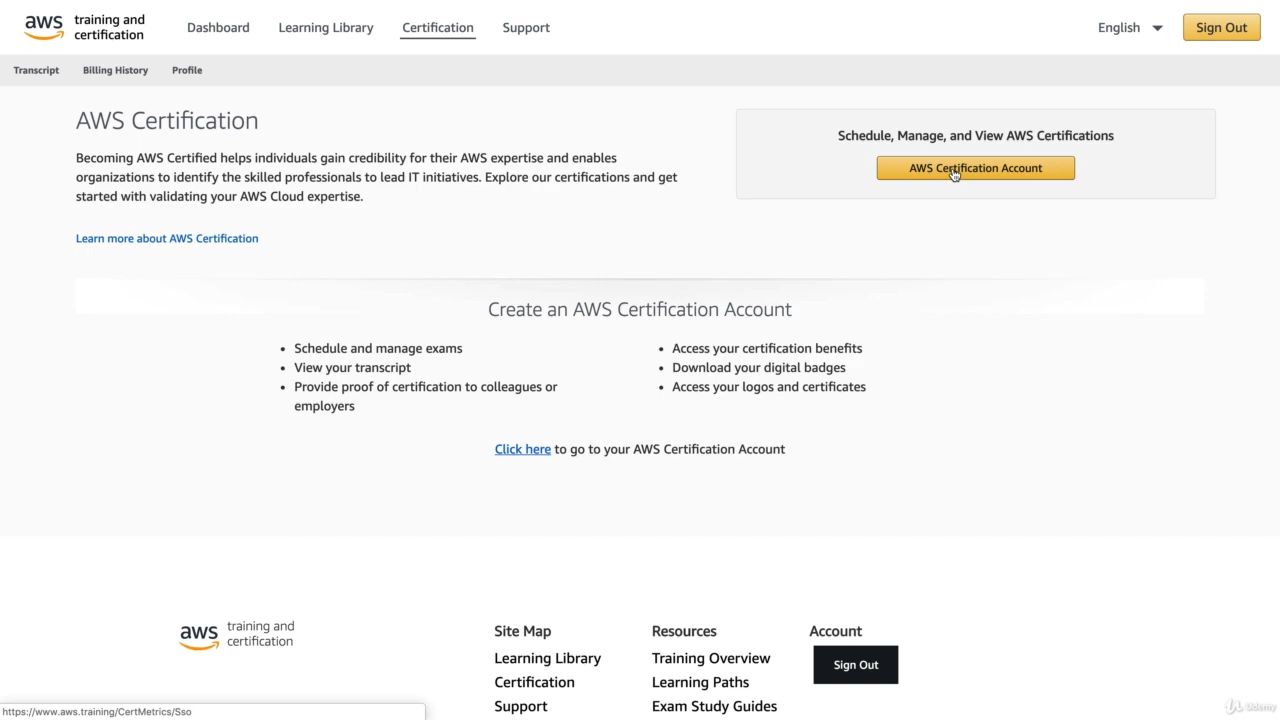 aws training and certification
Dashboard
Learning Library
Certification
Support
English
Sign Out
Transcript
Billing History
Profile
AWS Certification
Becoming AWS Certified helps individuals gain credibility for their AWS expertise and enables
organizations to identify the skilled professionals to lead IT initiatives. Explore our certifications and get
started with validating your AWS Cloud expertise.
Learn more about AWS Certification
Schedule, Manage, and View AWS Certifications
AWS Certification Account
Create an AWS Certification Account
• Schedule and manage exams
• View your transcript
• Provide proof of certification to colleagues or
employers
• Access your certification benefits
• Download your digital badges
• Access your logos and certificates
Click here to go to your AWS Certification Account
aws training and certification
Site Map
Learning Library
Certification
Support
Resources
Training Overview
Learning Paths
Exam Study Guides
Account
Sign Out
https://www.aws.training/CertMetrics/Sso
Udemy